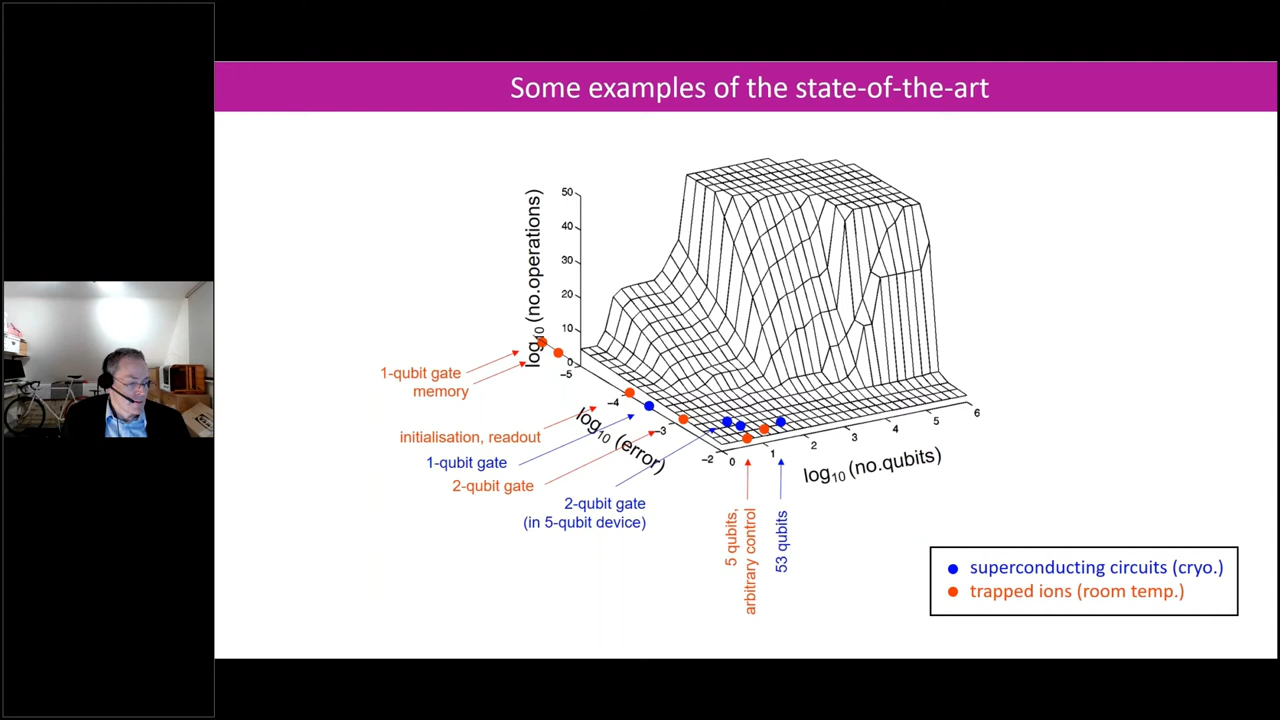 Some examples of the state-of-the-art
log10 (no.operations)
50
40
30
20
10
0
−5
−4
−3
−2
log10 (error)
0
1
2
3
4
5
6
log10 (no.qubits)
1-qubit gate
memory
initialisation, readout
1-qubit gate
2-qubit gate
2-qubit gate
(in 5-qubit device)
5 qubits,
arbitrary control
53 qubits
superconducting circuits (cryo.)
trapped ions (room temp.)